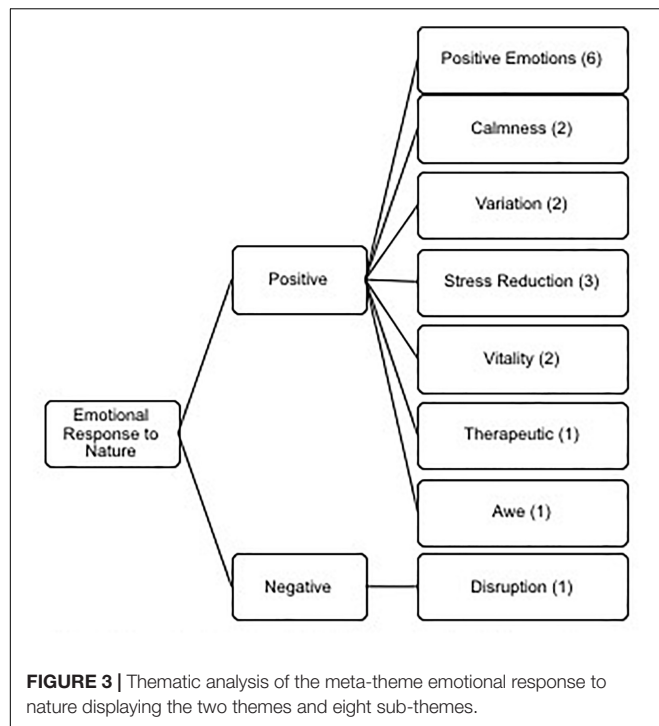 Positive Emotions (6)
Calmness (2)
Variation (2)
Positive
Stress Reduction (3)
Vitality (2)
Emotional
Response to
Nature
Therapeutic (1)
Awe (1)
Negative
Disruption (1)
FIGURE 3 | Thematic analysis of the meta-theme emotional response to
nature displaying the two themes and eight sub-themes.